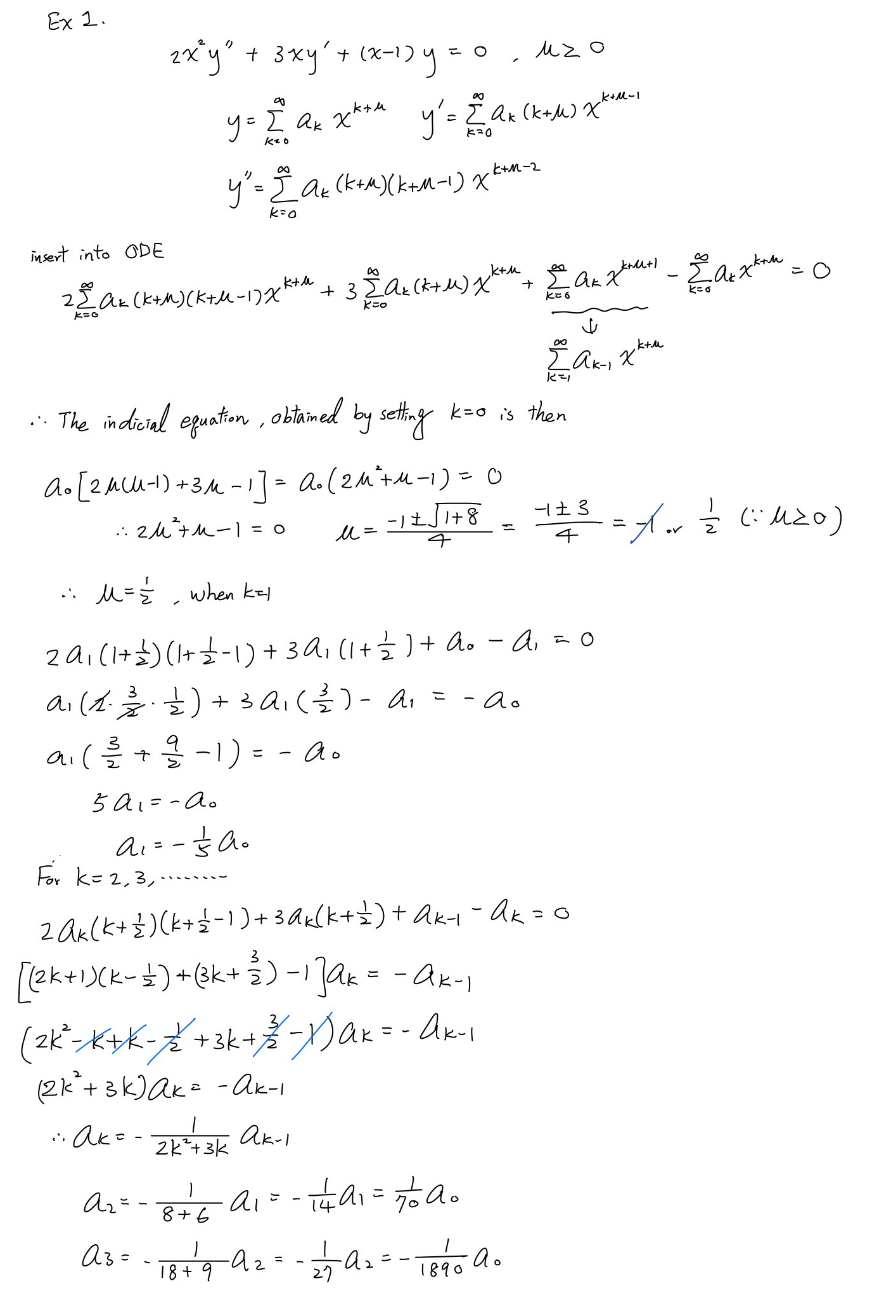 Ex 1.
2x²y″ + 3xy′ + (x-1) y = 0 , μ ≥ 0
y = ∑_{k=0}^{∞} a_k x^{k+μ} y′ = ∑_{k=0}^{∞} a_k (k+μ) x^{k+μ-1}
y″ = ∑_{k=0}^{∞} a_k (k+μ)(k+μ-1) x^{k+μ-2}
insert into ODE
2∑_{k=0}^{∞} a_k (k+μ)(k+μ-1) x^{k+μ} + 3∑_{k=0}^{∞} a_k (k+μ) x^{k+μ} + ∑_{k=0}^{∞} a_k x^{k+μ+1} - ∑_{k=0}^{∞} a_k x^{k+μ} = 0
↓
∑_{k=1}^{∞} a_{k-1} x^{k+μ}
∴ The indicial equation, obtained by setting k=0 is then
a₀[2μ(μ-1) + 3μ - 1] = a₀(2μ²+μ-1) = 0
∴ 2μ²+μ-1 = 0 μ = (-1 ± √(1+8))/4 = (-1 ± 3)/4 = -1 or 1/2 (∵ μ≥0)
∴ μ = 1/2 , when k=1
2a₁(1+1/2)(1+1/2-1) + 3a₁(1+1/2) + a₀ - a₁ = 0
a₁(2·3/2·1/2) + 3a₁(3/2) - a₁ = -a₀
a₁(3/2 + 9/2 - 1) = -a₀
5a₁ = -a₀
a₁ = -1/5 a₀
For k = 2, 3, ········
2a_k(k+1/2)(k+1/2-1) + 3a_k(k+1/2) + a_{k-1} - a_k = 0
[(2k+1)(k-1/2) + (3k+3/2) - 1]a_k = -a_{k-1}
(2k² - k + k - 1/2 + 3k + 3/2 - 1)a_k = -a_{k-1}
(2k² + 3k)a_k = -a_{k-1}
∴ a_k = -1/(2k²+3k) a_{k-1}
a₂ = -1/(8+6) a₁ = -1/14 a₁ = 1/70 a₀
a₃ = -1/(18+9) a₂ = -1/27 a₂ = -1/1890 a₀